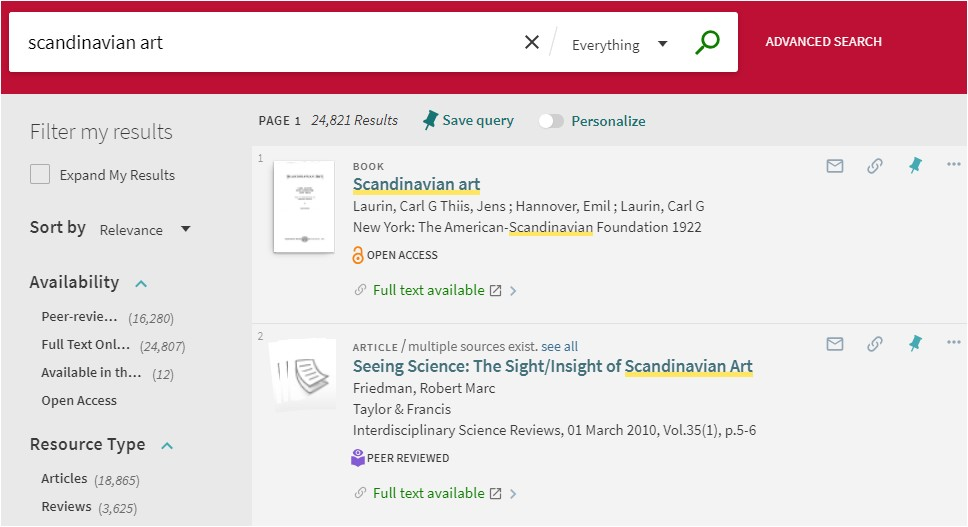 scandinavian art
Everything
ADVANCED SEARCH
Filter my results
Expand My Results
Sort by Relevance
Availability
Peer-revie... (16,280)
Full Text Onl... (24,807)
Available in th... (12)
Open Access
Resource Type
Articles (18,865)
Reviews (3,625)
PAGE 1 24,821 Results Save query Personalize
1
BOOK
Scandinavian art
Laurin, Carl G Thiis, Jens ; Hannover, Emil ; Laurin, Carl G
New York: The American-Scandinavian Foundation 1922
OPEN ACCESS
Full text available
2
ARTICLE / multiple sources exist. see all
Seeing Science: The Sight/Insight of Scandinavian Art
Friedman, Robert Marc
Taylor & Francis
Interdisciplinary Science Reviews, 01 March 2010, Vol.35(1), p.5-6
PEER REVIEWED
Full text available